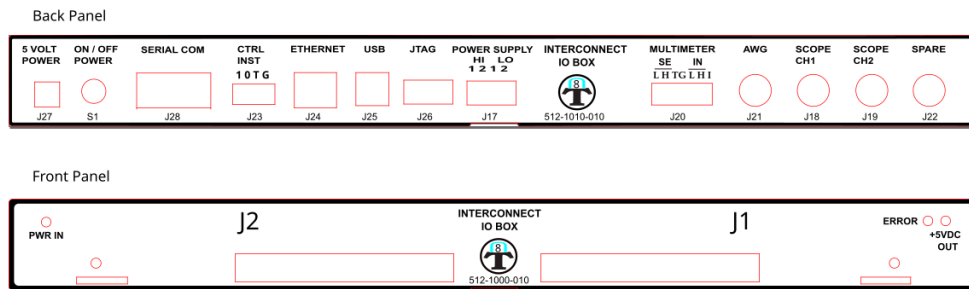 Back Panel
5 VOLT POWER
ON / OFF POWER
SERIAL COM
CTRL INST
1 0 T G
ETHERNET
USB
JTAG
POWER SUPPLY
HI LO
1 2 1 2
INTERCONNECT
IO BOX
8
T
MULTIMETER
SE IN
L H T G L H I
AWG
SCOPE CH1
SCOPE CH2
SPARE
J27
S1
J28
J23
J24
J25
J26
J17
512-1010-010
J20
J21
J18
J19
J22
Front Panel
PWR IN
J2
INTERCONNECT
IO BOX
8
T
512-1000-010
J1
ERROR
+5VDC
OUT